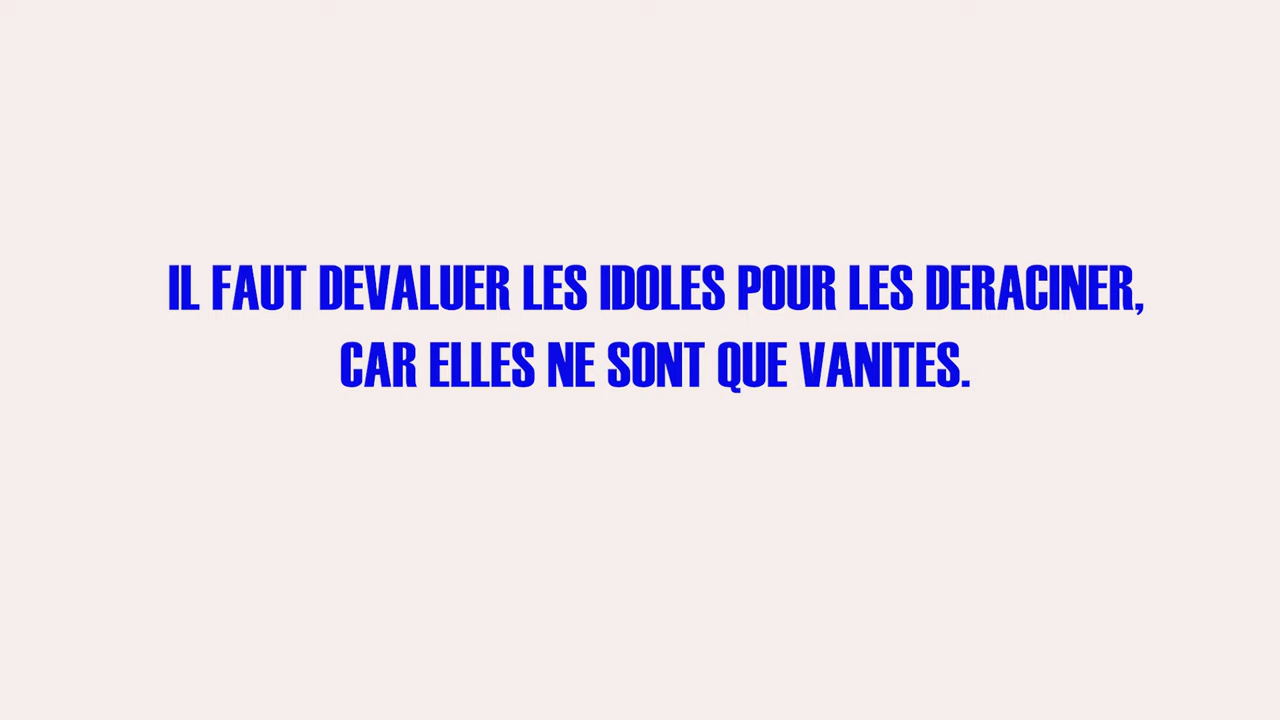 IL FAUT DEVALUER LES IDOLES POUR LES DERACINER,
CAR ELLES NE SONT QUE VANITES.